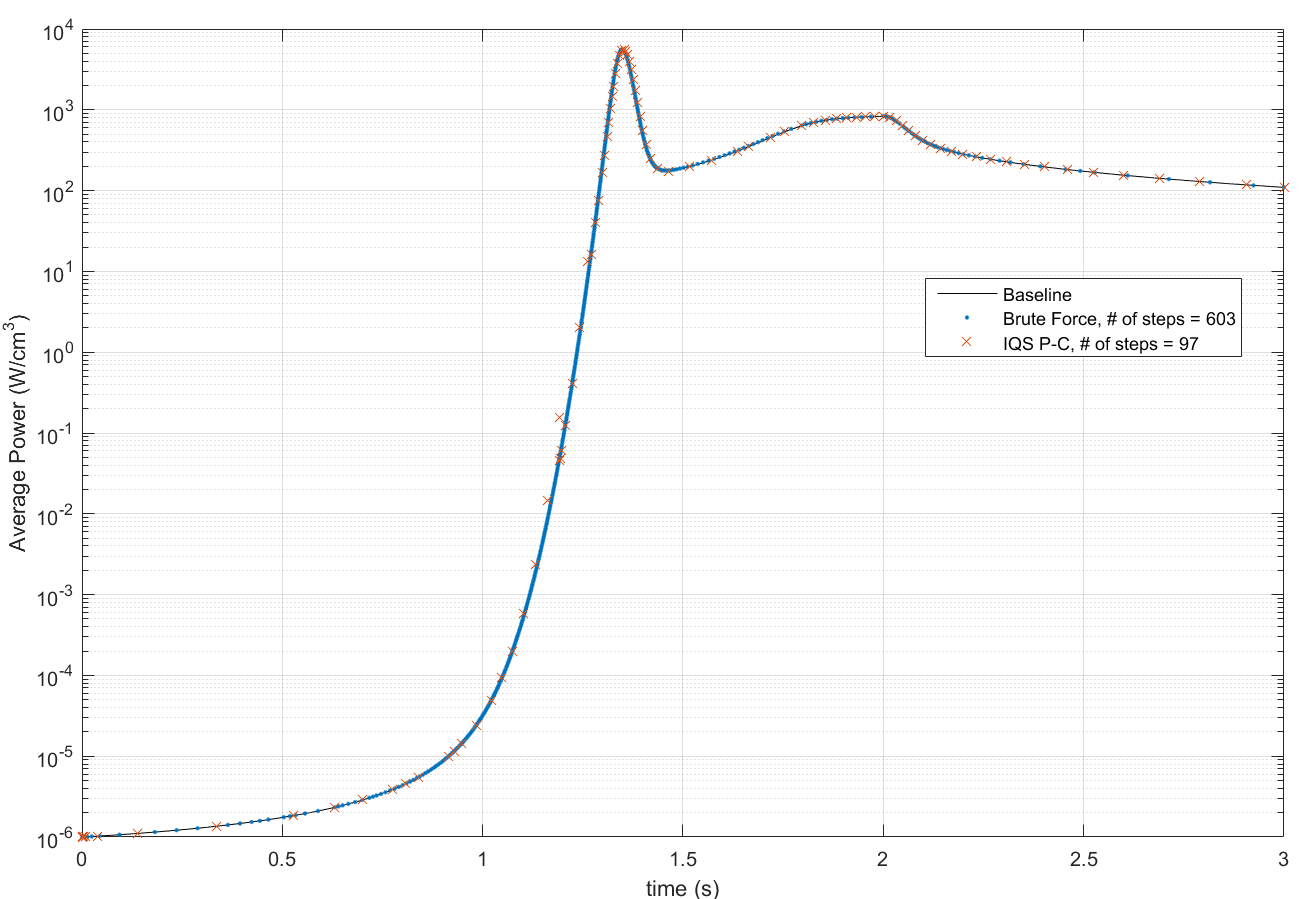 10^4
10^3
10^2
10^1
10^0
10^-1
10^-2
10^-3
10^-4
10^-5
10^-6
Average Power (W/cm^3)
Baseline
Brute Force, # of steps = 603
IQS P-C, # of steps = 97
0 0.5 1 1.5 2 2.5 3
time (s)